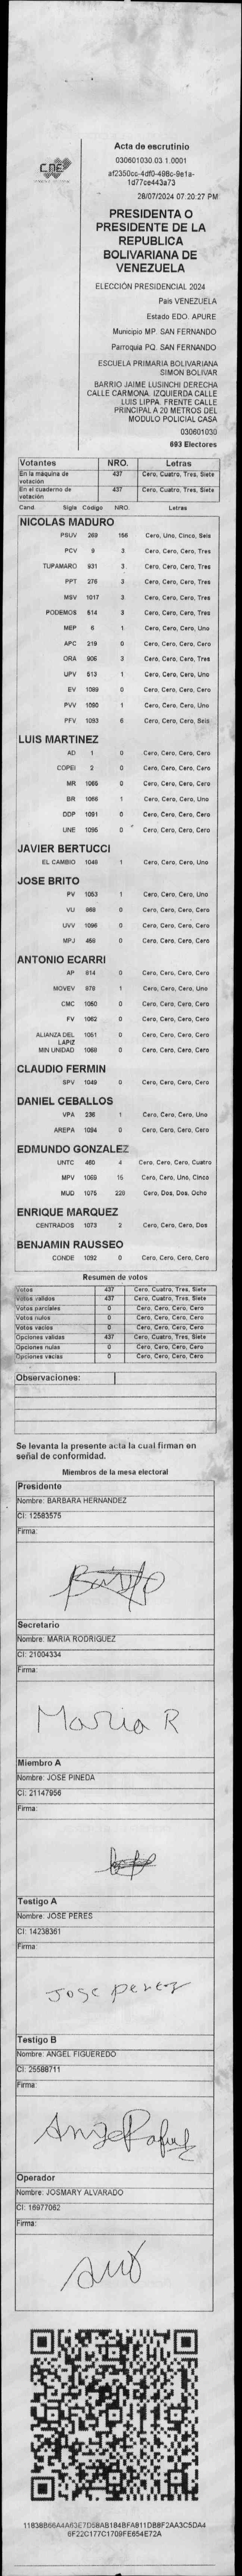 CNE
Acta de escrutinio
030601030.03.1.0001
af2350cc-4df0-498c-9e1a-
1d77ce443a73
28/07/2024 07:20:27 PM
PRESIDENTA O
PRESIDENTE DE LA
REPUBLICA
BOLIVARIANA DE
VENEZUELA
ELECCIÓN PRESIDENCIAL 2024
País VENEZUELA
Estado EDO. APURE
Municipio MP. SAN FERNANDO
Parroquia PQ. SAN FERNANDO
ESCUELA PRIMARIA BOLIVARIANA
SIMON BOLIVAR
BARRIO JAIME LUSINCHI DERECHA
CALLE CARMONA. IZQUIERDA CALLE
LUIS LIPPA. FRENTE CALLE
PRINCIPAL A 20 METROS DEL
MODULO POLICIAL CASA
030601030
693 Electores
Votantes NRO. Letras
En la máquina de votación 437 Cero, Cuatro, Tres, Siete
En el cuaderno de votación 437 Cero, Cuatro, Tres, Siete
Cand. Sigla Codigo NRO. Letras
NICOLAS MADURO
PSUV 269 156 Cero, Uno, Cinco, Seis
PCV 9 3 Cero, Cero, Cero, Tres
TUPAMARO 931 3 Cero, Cero, Cero, Tres
PPT 276 3 Cero, Cero, Cero, Tres
MSV 1017 3 Cero, Cero, Cero, Tres
PODEMOS 514 3 Cero, Cero, Cero, Tres
MEP 6 1 Cero, Cero, Cero, Uno
APC 219 0 Cero, Cero, Cero, Cero
ORA 906 3 Cero, Cero, Cero, Tres
UPV 513 1 Cero, Cero, Cero, Uno
EV 1089 0 Cero, Cero, Cero, Cero
PVV 1090 1 Cero, Cero, Cero, Uno
PFV 1093 6 Cero, Cero, Cero, Seis
LUIS MARTINEZ
AD 1 0 Cero, Cero, Cero, Cero
COPEI 2 0 Cero, Cero, Cero, Cero
MR 1065 0 Cero, Cero, Cero, Cero
BR 1066 1 Cero, Cero, Cero, Uno
DDP 1091 0 Cero, Cero, Cero, Cero
UNE 1095 0 Cero, Cero, Cero, Cero
JAVIER BERTUCCI
EL CAMBIO 1048 1 Cero, Cero, Cero, Uno
JOSE BRITO
PV 1053 1 Cero, Cero, Cero, Uno
VU 868 0 Cero, Cero, Cero, Cero
UVV 1096 0 Cero, Cero, Cero, Cero
MPJ 458 0 Cero, Cero, Cero, Cero
ANTONIO ECARRI
AP 914 0 Cero, Cero, Cero, Cero
MOVEV 878 1 Cero, Cero, Cero, Uno
CMC 1050 0 Cero, Cero, Cero, Cero
FV 1062 0 Cero, Cero, Cero, Cero
ALIANZA DEL LAPIZ 1051 0 Cero, Cero, Cero, Cero
MIN UNIDAD 1068 0 Cero, Cero, Cero, Cero
CLAUDIO FERMIN
SPV 1049 0 Cero, Cero, Cero, Cero
DANIEL CEBALLOS
VPA 236 1 Cero, Cero, Cero, Uno
AREPA 1094 0 Cero, Cero, Cero, Cero
EDMUNDO GONZALEZ
UNTC 460 4 Cero, Cero, Cero, Cuatro
MPV 1069 15 Cero, Cero, Uno, Cinco
MUD 1075 228 Cero, Dos, Dos, Ocho
ENRIQUE MARQUEZ
CENTRADOS 1073 2 Cero, Cero, Cero, Dos
BENJAMIN RAUSSEO
CONDE 1092 0 Cero, Cero, Cero, Cero
Resumen de votos
Votos 437 Cero, Cuatro, Tres, Siete
Votos validos 437 Cero, Cuatro, Tres, Siete
Votos parciales 0 Cero, Cero, Cero, Cero
Votos nulos 0 Cero, Cero, Cero, Cero
Votos vacios 0 Cero, Cero, Cero, Cero
Opciones validas 437 Cero, Cuatro, Tres, Siete
Opciones nulas 0 Cero, Cero, Cero, Cero
Opciones vacias 0 Cero, Cero, Cero, Cero
Observaciones:
Se levanta la presente acta la cual firman en
señal de conformidad.
Miembros de la mesa electoral
Presidente
Nombre: BARBARA HERNANDEZ
CI: 12583575
Firma:
Secretario
Nombre: MARIA RODRIGUEZ
CI: 21004334
Firma:
Maria R
Miembro A
Nombre: JOSE PINEDA
CI: 21147956
Firma:
Testigo A
Nombre: JOSE PERES
CI: 14238361
Firma:
Jose perez
Testigo B
Nombre: ANGEL FIGUEREDO
CI: 25588711
Firma:
Operador
Nombre: JOSMARY ALVARADO
CI: 16977062
Firma:
11838B66A4A63E7D58AB184BFA811DB8F2AA3C5DA4
6F22C177C1709FE654E72A